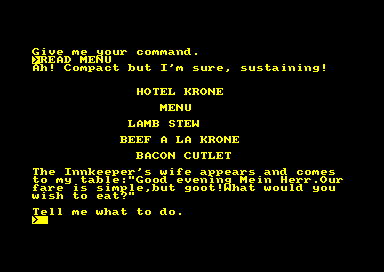 Give me your command.
>READ MENU
Ah! Compact but I'm sure, sustaining!
HOTEL KRONE
MENU
LAMB STEW
BEEF A LA KRONE
BACON CUTLET
The Innkeeper's wife appears and comes
to my table:"Good evening Mein Herr.Our
fare is simple,but goot!What would you
wish to eat?"
Tell me what to do.
>